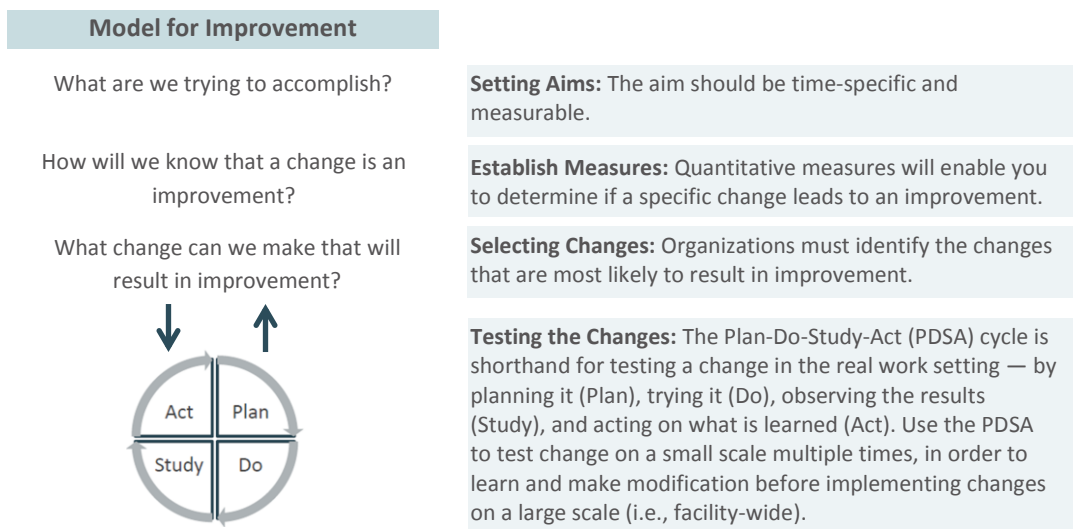 Model for Improvement
What are we trying to accomplish?
Setting Aims: The aim should be time-specific and
measurable.
How will we know that a change is an
improvement?
Establish Measures: Quantitative measures will enable you
to determine if a specific change leads to an improvement.
What change can we make that will
result in improvement?
Selecting Changes: Organizations must identify the changes
that are most likely to result in improvement.
Act
Plan
Study
Do
Testing the Changes: The Plan-Do-Study-Act (PDSA) cycle is
shorthand for testing a change in the real work setting — by
planning it (Plan), trying it (Do), observing the results
(Study), and acting on what is learned (Act). Use the PDSA
to test change on a small scale multiple times, in order to
learn and make modification before implementing changes
on a large scale (i.e., facility-wide).